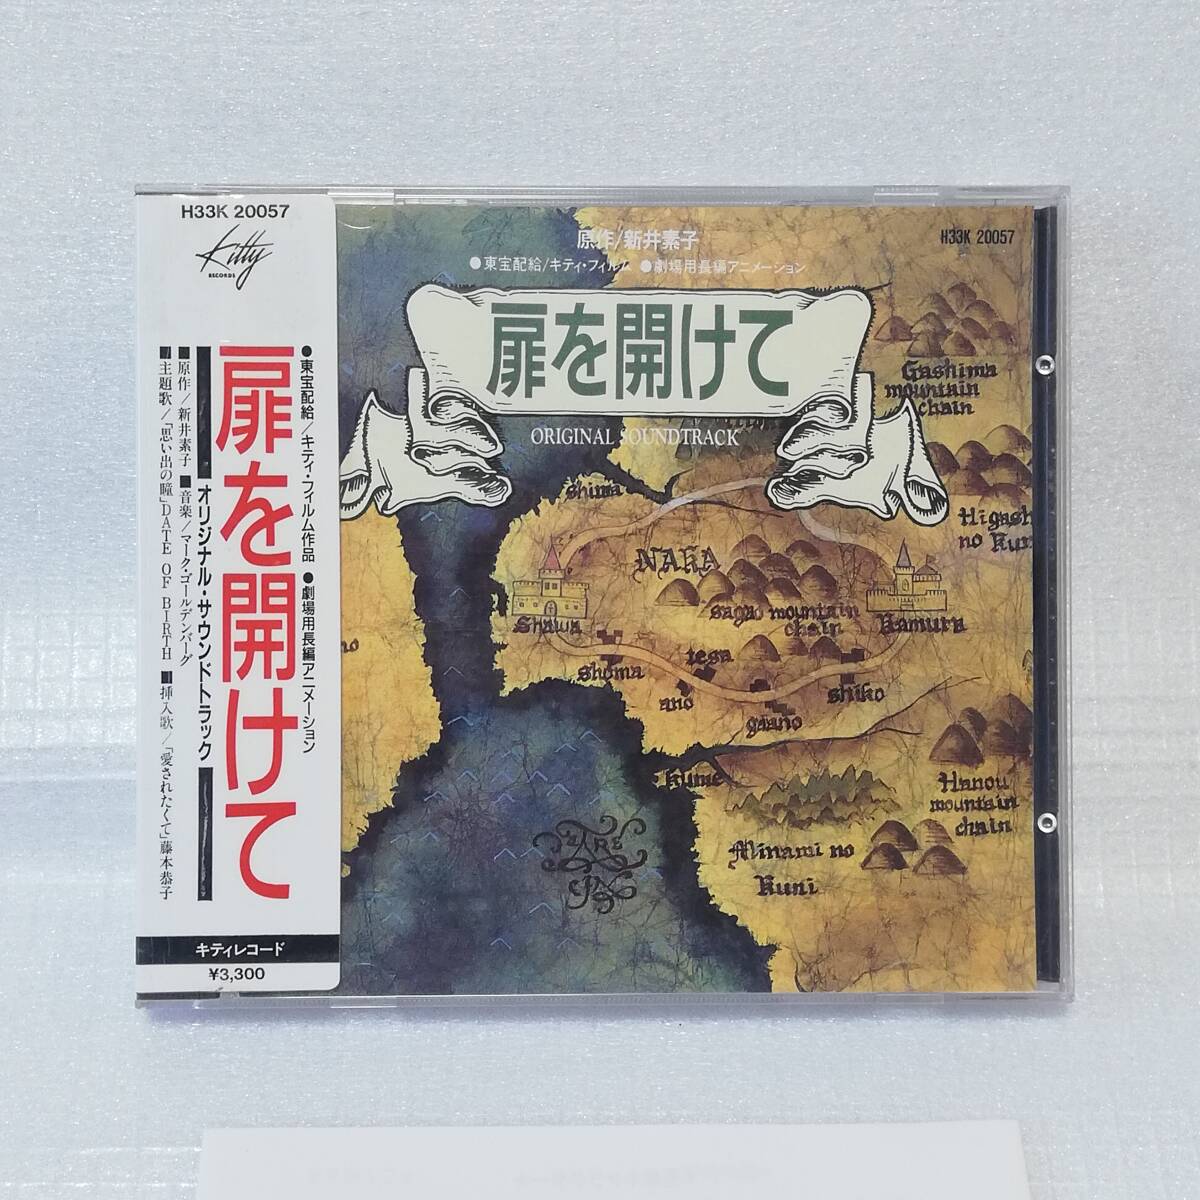 H33K 20057
Kitty
RECORDS
●東宝配給/キティ・フィルム作品 ●劇場用長編アニメーション
扉を開けて
オリジナル・サウンドトラック
■原作/新井素子 ■音楽/マーク・ゴールデンバーグ
■主題歌/「思い出の瞳」DATE OF BIRTH ■挿入歌/「愛されたくて」藤本恭子
キティレコード
¥3,300
原作/新井素子
H33K 20057
●東宝配給/キティ・フィルム ●劇場用長編アニメーション
扉を開けて
ORIGINAL SOUNDTRACK
Gashima
mountain
chain
shima
Higash
no Kun
NAKA
sagao mountain
chain
Shawa
Kamura
shoma
tega
ano
shiko
gaano
kume
Hanou
mountain
chain
Minami no
Kuni